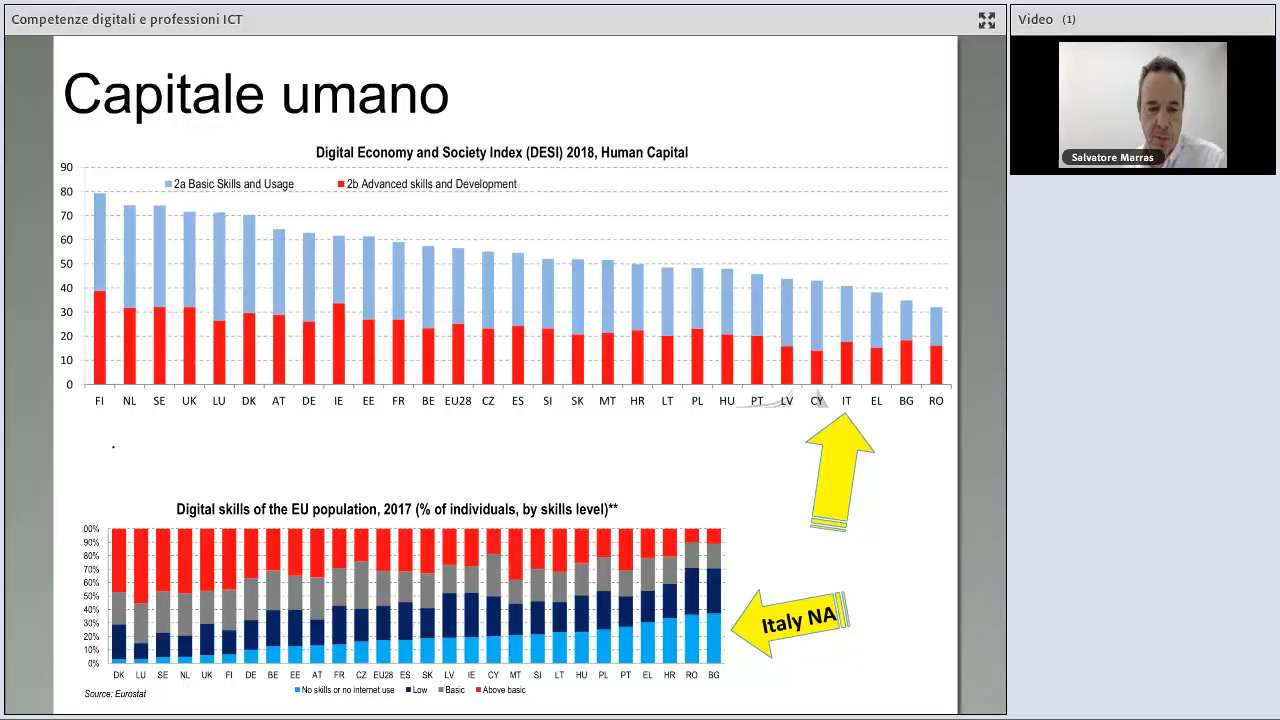 Competenze digitali e professioni ICT
Video (1)
Salvatore Marras
Capitale umano
Digital Economy and Society Index (DESI) 2018, Human Capital
2a Basic Skills and Usage 2b Advanced skills and Development
90
80
70
60
50
40
30
20
10
0
FI NL SE UK LU DK AT DE IE EE FR BE EU28 CZ ES SI SK MT HR LT PL HU PT LV CY IT EL BG RO
Digital skills of the EU population, 2017 (% of individuals, by skills level)**
00%
90%
80%
70%
60%
50%
40%
30%
20%
10%
0%
DK LU SE NL UK FI DE BE EE AT FR CZ EU28 ES SK LV IE CY MT SI LT HU PL PT EL HR RO BG
Italy NA
Source: Eurostat
No skills or no internet use Low Basic Above basic